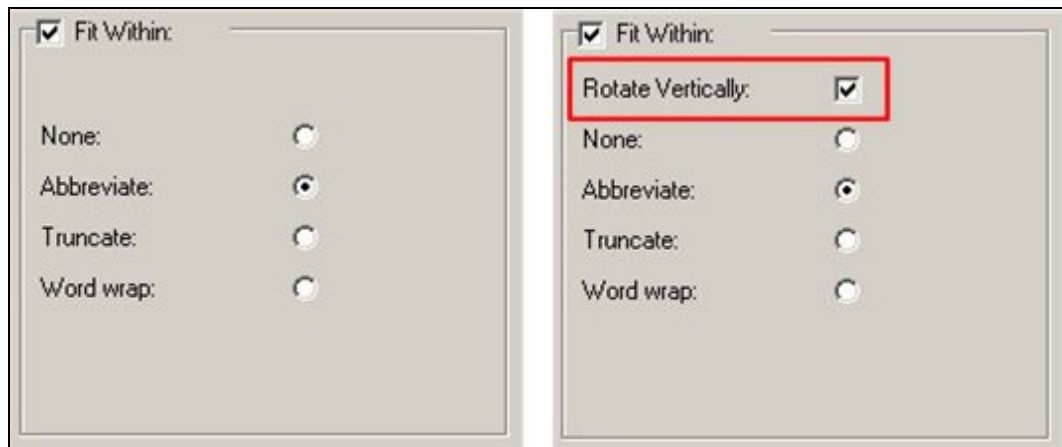 Fit Within:
None:
Abbreviate:
Truncate:
Word wrap:
Fit Within:
Rotate Vertically:
None:
Abbreviate:
Truncate:
Word wrap: